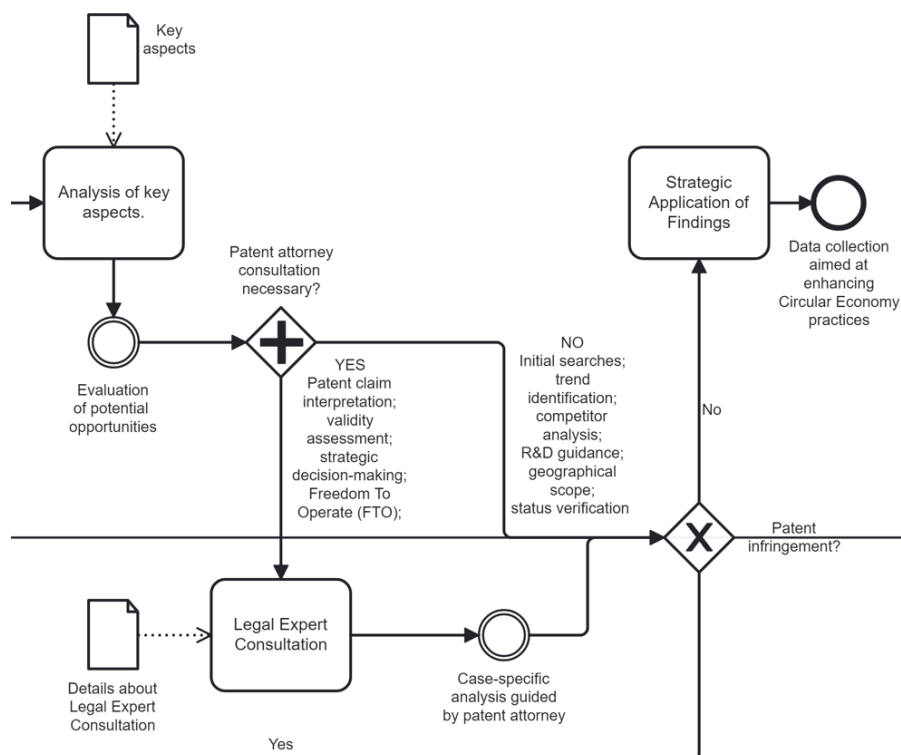 Key
aspects
Analysis of key
aspects.
Strategic
Application of
Findings
Data collection
aimed at
enhancing
Circular Economy
practices
Patent attorney
consultation
necessary?
Evaluation
of potential
opportunities
YES
Patent claim
interpretation;
validity
assessment;
strategic
decision-making;
Freedom To
Operate (FTO);
NO
Initial searches;
trend
identification;
competitor
analysis;
R&D guidance;
geographical
scope;
status verification
No
X
Patent
infringement?
Legal Expert
Consultation
Details about
Legal Expert
Consultation
Case-specific
analysis guided
by patent attorney
Yes